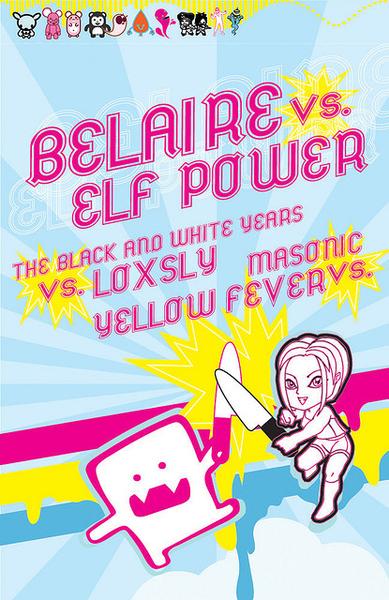 BELAIRE vs.
ELF POWER
THE BLACK AND WHITE YEARS
vs. LOXSLY MASONIC
YELLOW FEVER vs.